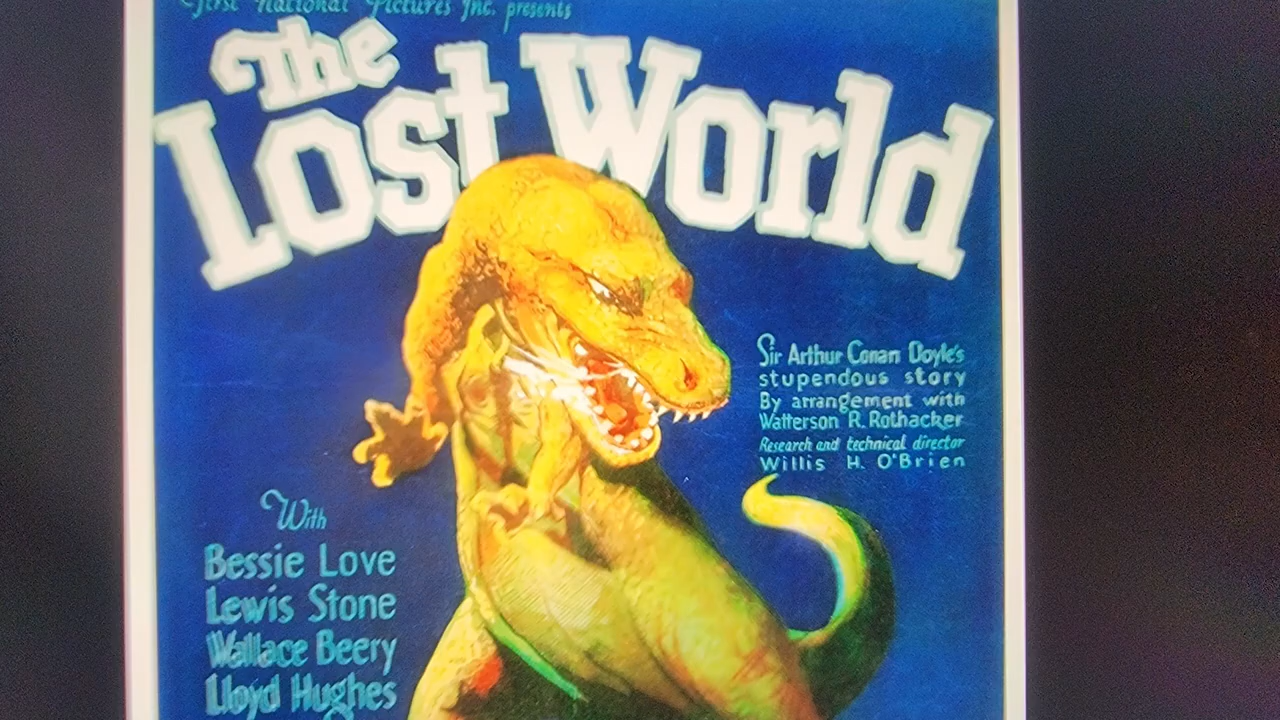 First National Pictures Inc. presents
The
Lost World
Sir Arthur Conan Doyle's
stupendous story
By arrangement with
Watterson R. Rothacker
Research and technical director
Willis H. O'Brien
With
Bessie Love
Lewis Stone
Wallace Beery
Lloyd Hughes